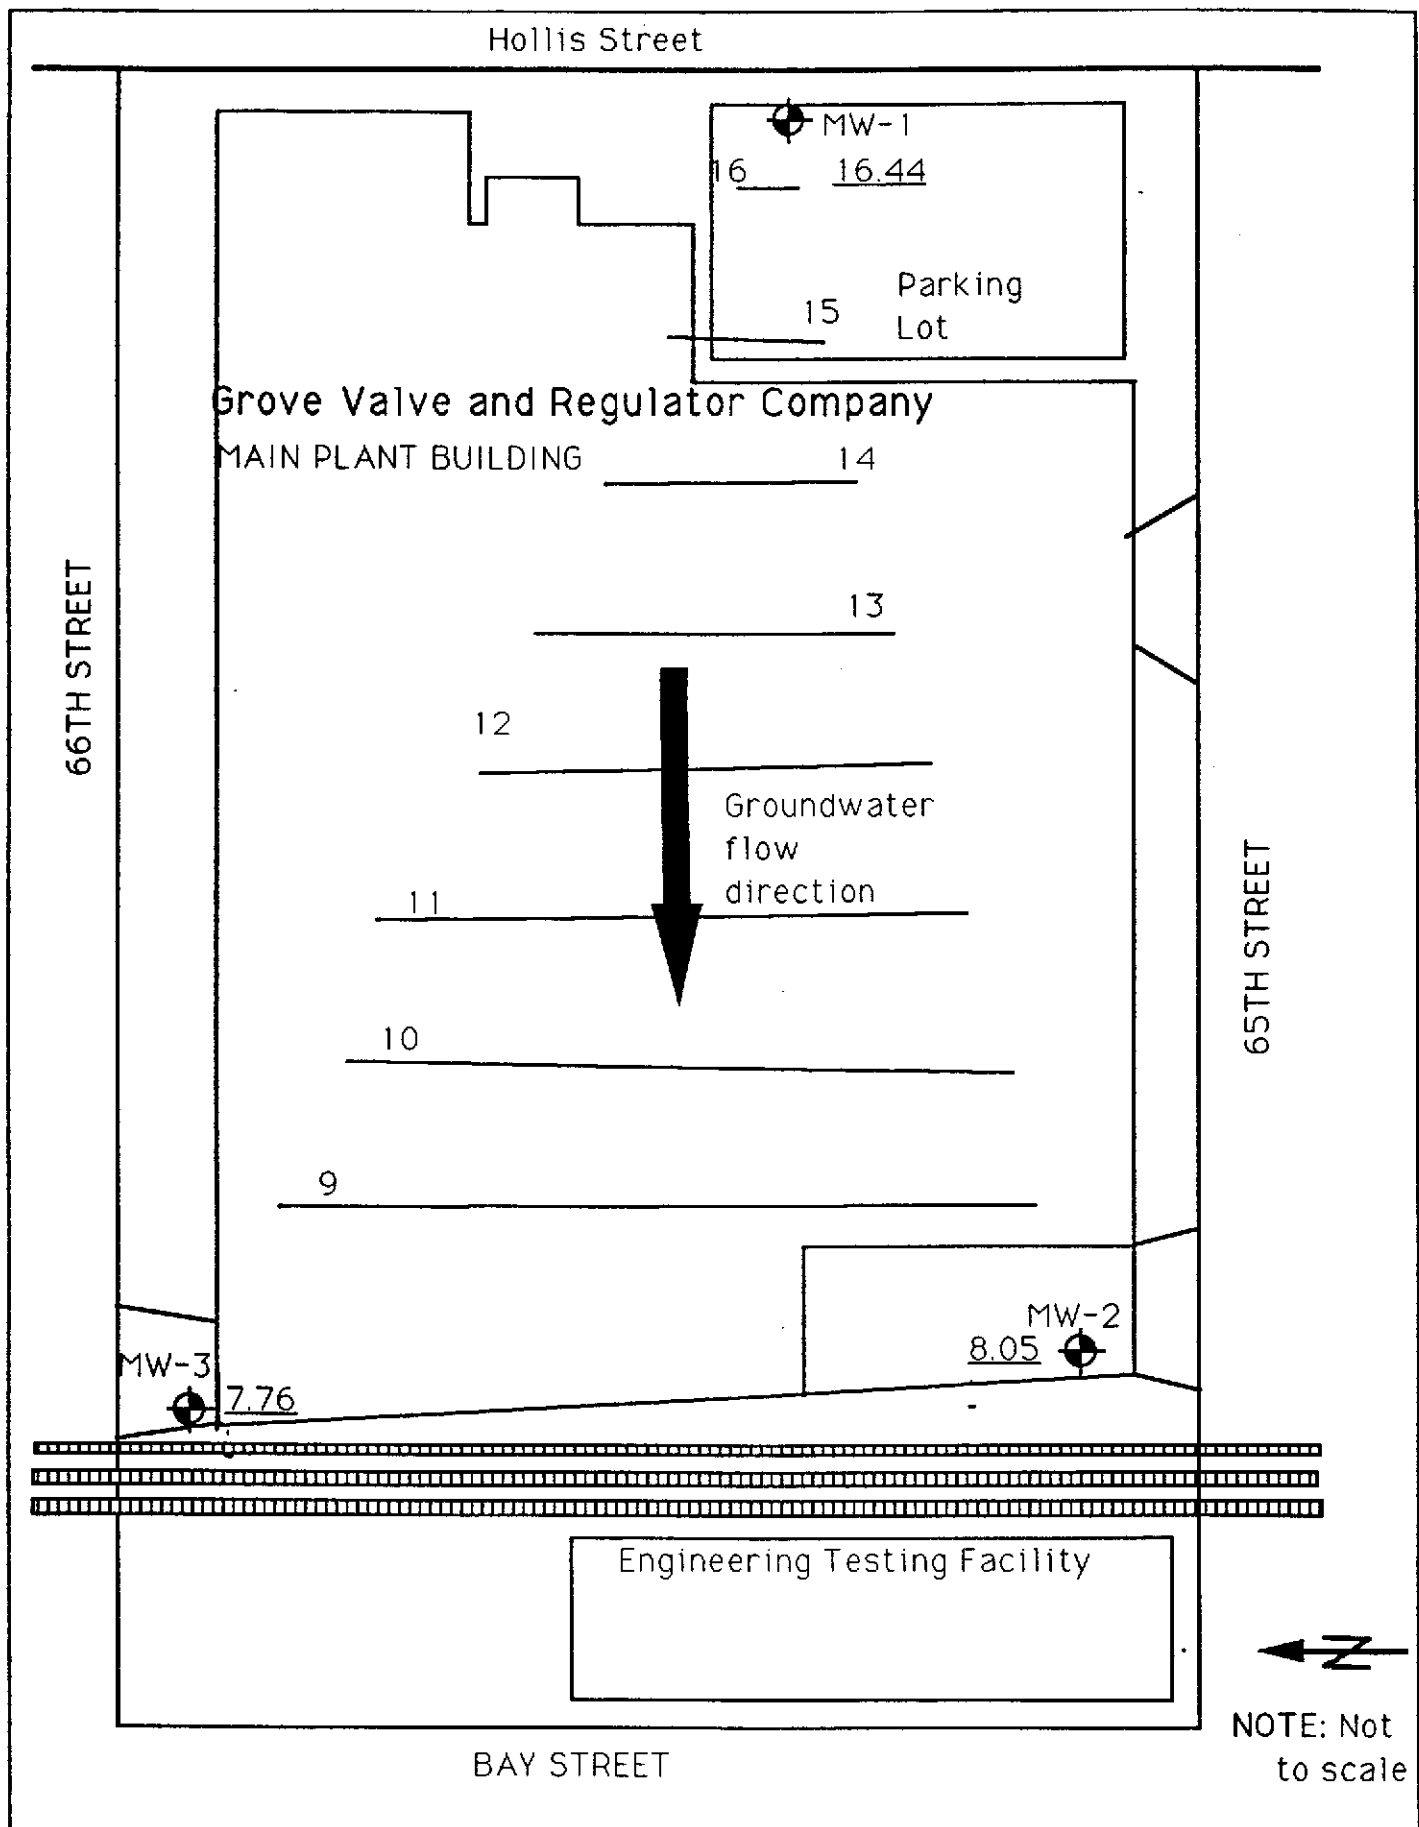 Hollis Street
MW-1
16
16.44
Parking
Lot
15
Grove Valve and Regulator Company
MAIN PLANT BUILDING
14
13
66TH STREET
12
Groundwater
flow
direction
11
65TH STREET
10
9
MW-2
8.05
MW-3
7.76
Engineering Testing Facility
Z
NOTE: Not
to scale
BAY STREET